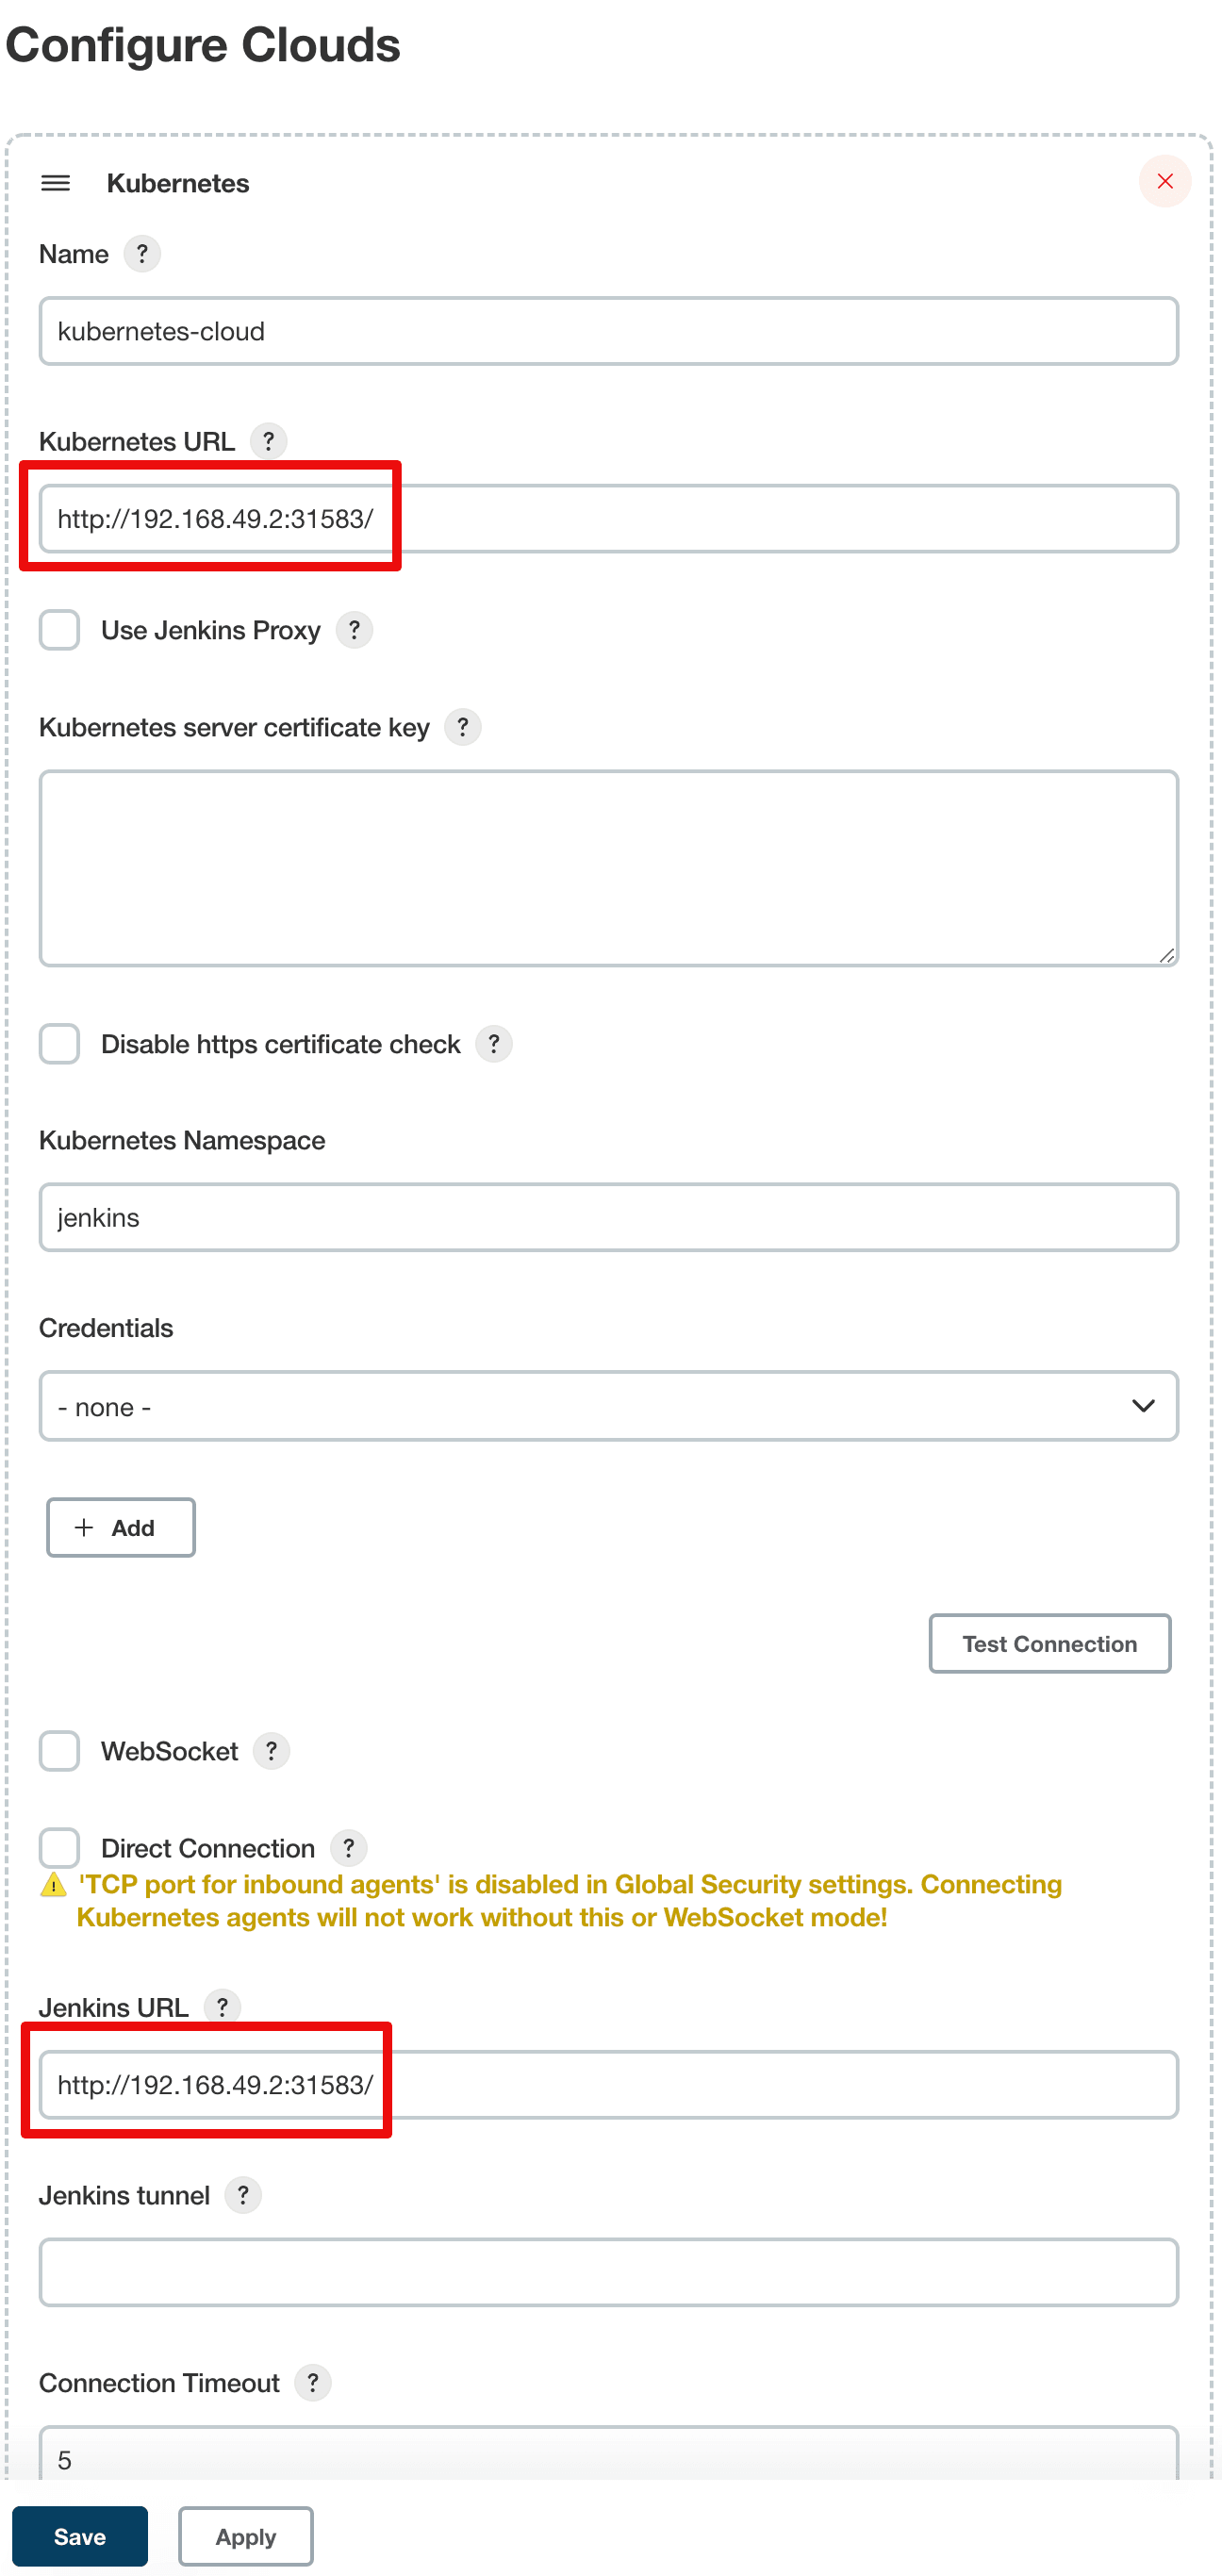 Configure Clouds
Kubernetes
Name ?
kubernetes-cloud
Kubernetes URL ?
http://192.168.49.2:31583/
Use Jenkins Proxy ?
Kubernetes server certificate key ?
Disable https certificate check ?
Kubernetes Namespace
jenkins
Credentials
- none -
+ Add
Test Connection
WebSocket ?
Direct Connection ?
'TCP port for inbound agents' is disabled in Global Security settings. Connecting
Kubernetes agents will not work without this or WebSocket mode!
Jenkins URL ?
http://192.168.49.2:31583/
Jenkins tunnel ?
Connection Timeout ?
5
Save Apply